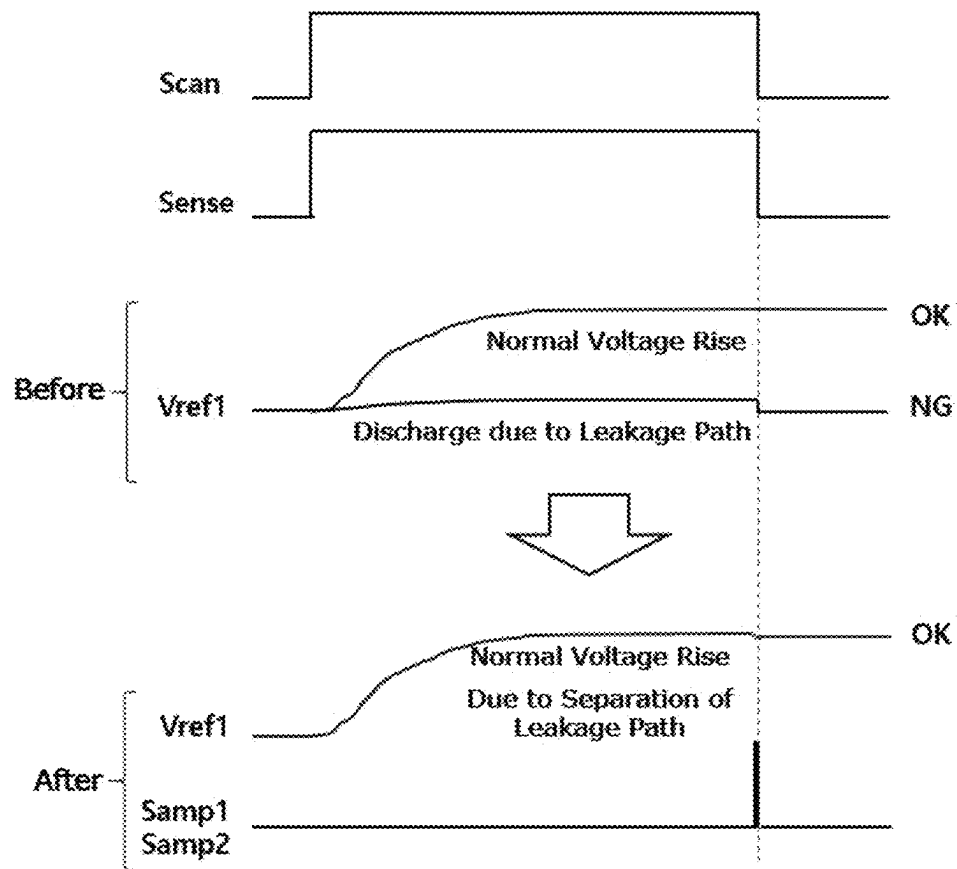 Scan
Sense
OK
Normal Voltage Rise
Before
Vref1
NG
Discharge due to Leakage Path
OK
Normal Voltage Rise
Due to Separation of
Leakage Path
Vref1
After
Samp1
Samp2